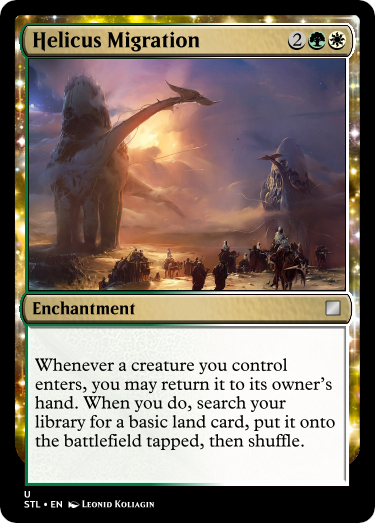 Helicus Migration 2
Enchantment
Whenever a creature you control
enters, you may return it to its owner's
hand. When you do, search your
library for a basic land card, put it onto
the battlefield tapped, then shuffle.
U
STL • EN Leonid Koliagin